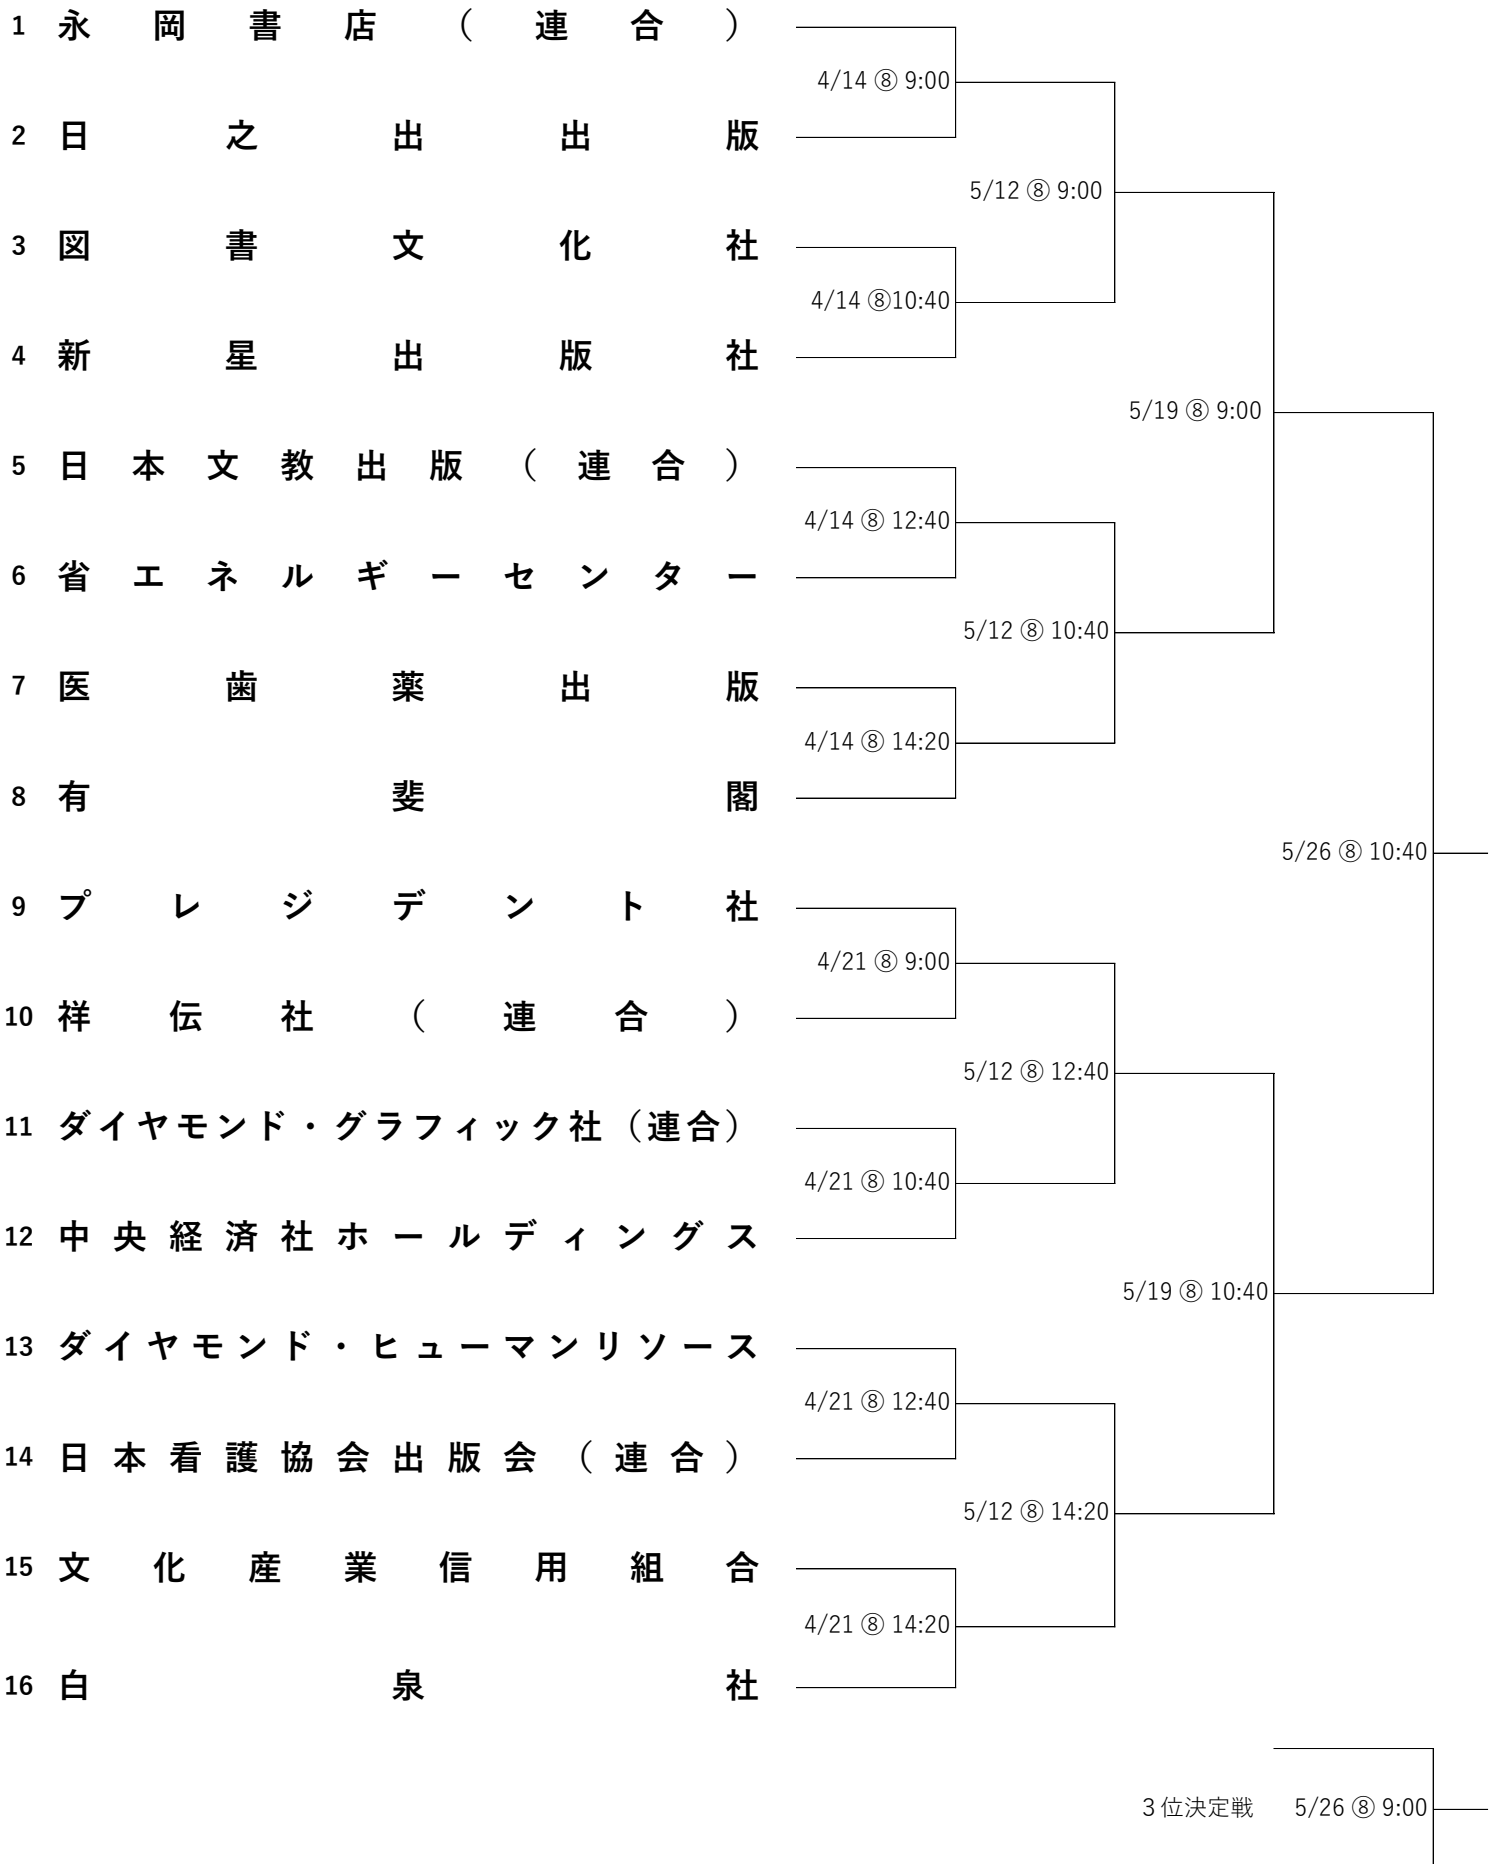 1 永岡書店（連合）
4/14 ⑧ 9:00
2 日之出出版
5/12 ⑧ 9:00
3 図書文化社
4/14 ⑧10:40
4 新星出版社
5/19 ⑧ 9:00
5 日本文教出版（連合）
4/14 ⑧ 12:40
6 省エネルギーセンター
5/12 ⑧ 10:40
7 医歯薬出版
4/14 ⑧ 14:20
8 有斐閣
5/26 ⑧ 10:40
9 プレジデント社
4/21 ⑧ 9:00
10 祥伝社（連合）
5/12 ⑧ 12:40
11 ダイヤモンド・グラフィック社（連合）
4/21 ⑧ 10:40
12 中央経済社ホールディングス
5/19 ⑧ 10:40
13 ダイヤモンド・ヒューマンリソース
4/21 ⑧ 12:40
14 日本看護協会出版会（連合）
5/12 ⑧ 14:20
15 文化産業信用組合
4/21 ⑧ 14:20
16 白泉社
３位決定戦 5/26 ⑧ 9:00